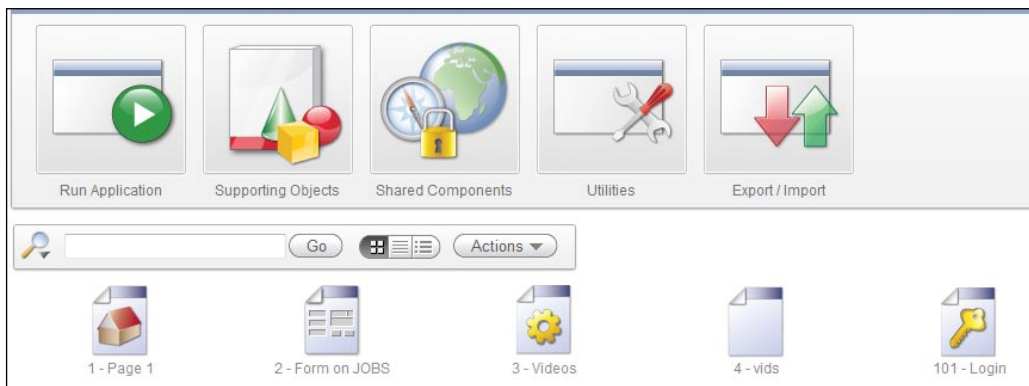 Run Application
Supporting Objects
Shared Components
Utilities
Export / Import
Go
Actions
1 - Page 1
2 - Form on JOBS
3 - Videos
4 - vids
101 - Login